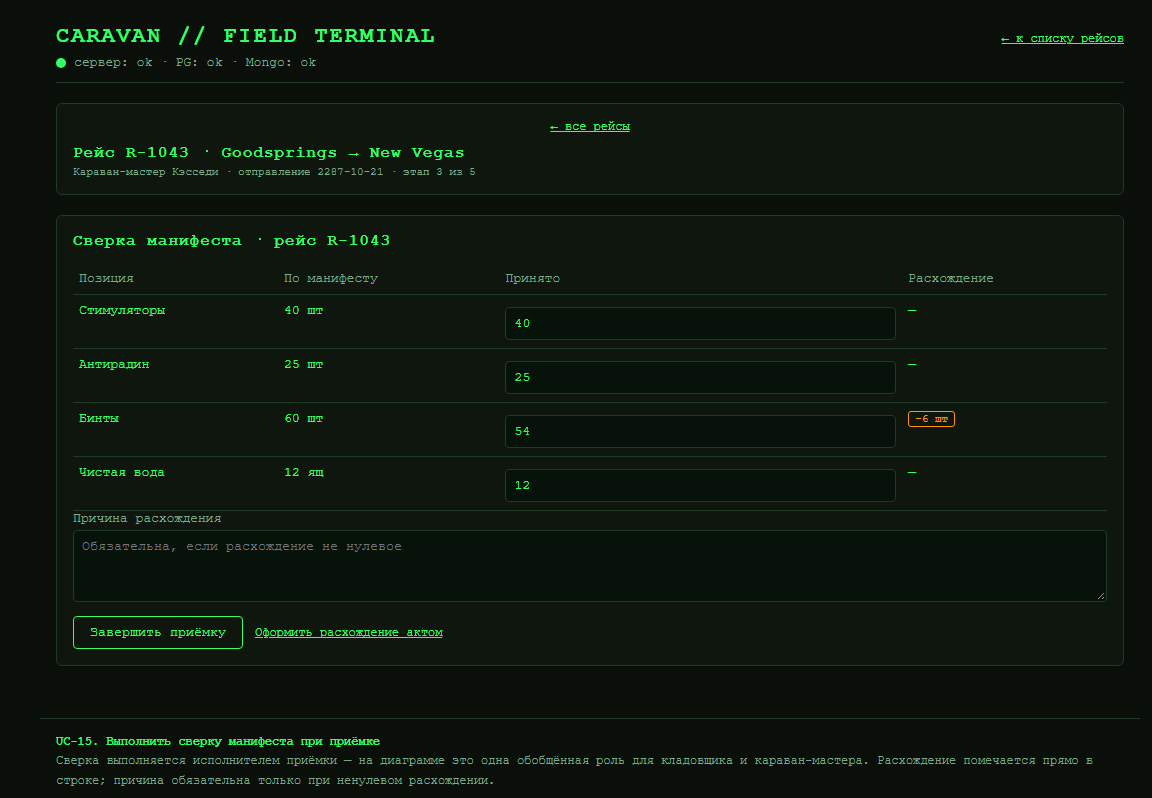 CARAVAN // FIELD TERMINAL
← к списку рейсов
сервер: ok · PG: ok · Mongo: ok
← все рейсы
Рейс R-1043 · Goodsprings → New Vegas
Караван-мастер Кэсседи · отправление 2287-10-21 · этап 3 из 5
Сверка манифеста · рейс R-1043
Позиция По манифесту Принято Расхождение
Стимуляторы 40 шт 40 —
Антирадин 25 шт 25 —
Бинты 60 шт 54 −6 шт
Чистая вода 12 ящ 12 —
Причина расхождения
Обязательна, если расхождение не нулевое
Завершить приёмку Оформить расхождение актом
UC-15. Выполнить сверку манифеста при приёмке
Сверка выполняется исполнителем приёмки — на диаграмме это одна обобщённая роль для кладовщика и караван-мастера. Расхождение помечается прямо в
строке; причина обязательна только при ненулевом расхождении.